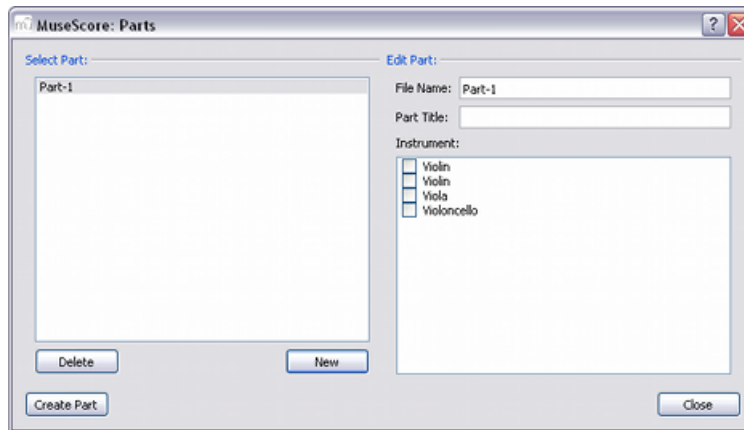 MuseScore: Parts
Select Part:
Part-1
Delete
New
Create Part
Edit Part:
File Name: Part-1
Part Title:
Instrument:
Violin
Violin
Viola
Violoncello
Close